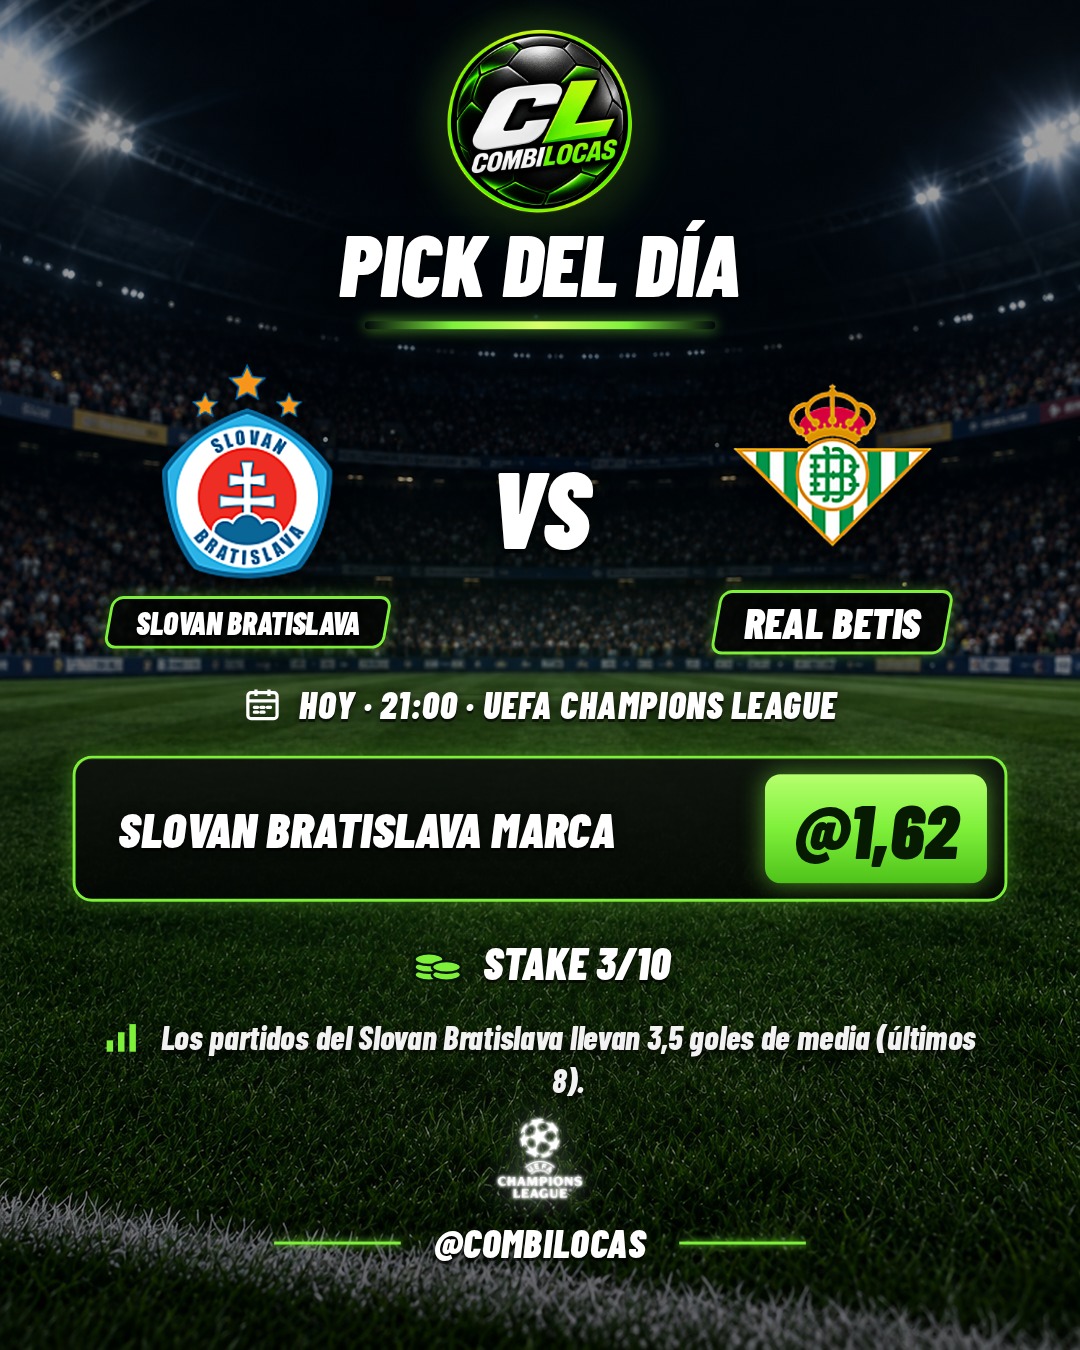 CL
COMBILOCAS
PICK DEL DÍA
SLOVAN
BRATISLAVA
VS
SLOVAN BRATISLAVA
REAL BETIS
HOY · 21:00 · UEFA CHAMPIONS LEAGUE
SLOVAN BRATISLAVA MARCA
@1,62
STAKE 3/10
Los partidos del Slovan Bratislava llevan 3,5 goles de media (últimos
8).
UEFA
CHAMPIONS
LEAGUE
@COMBILOCAS